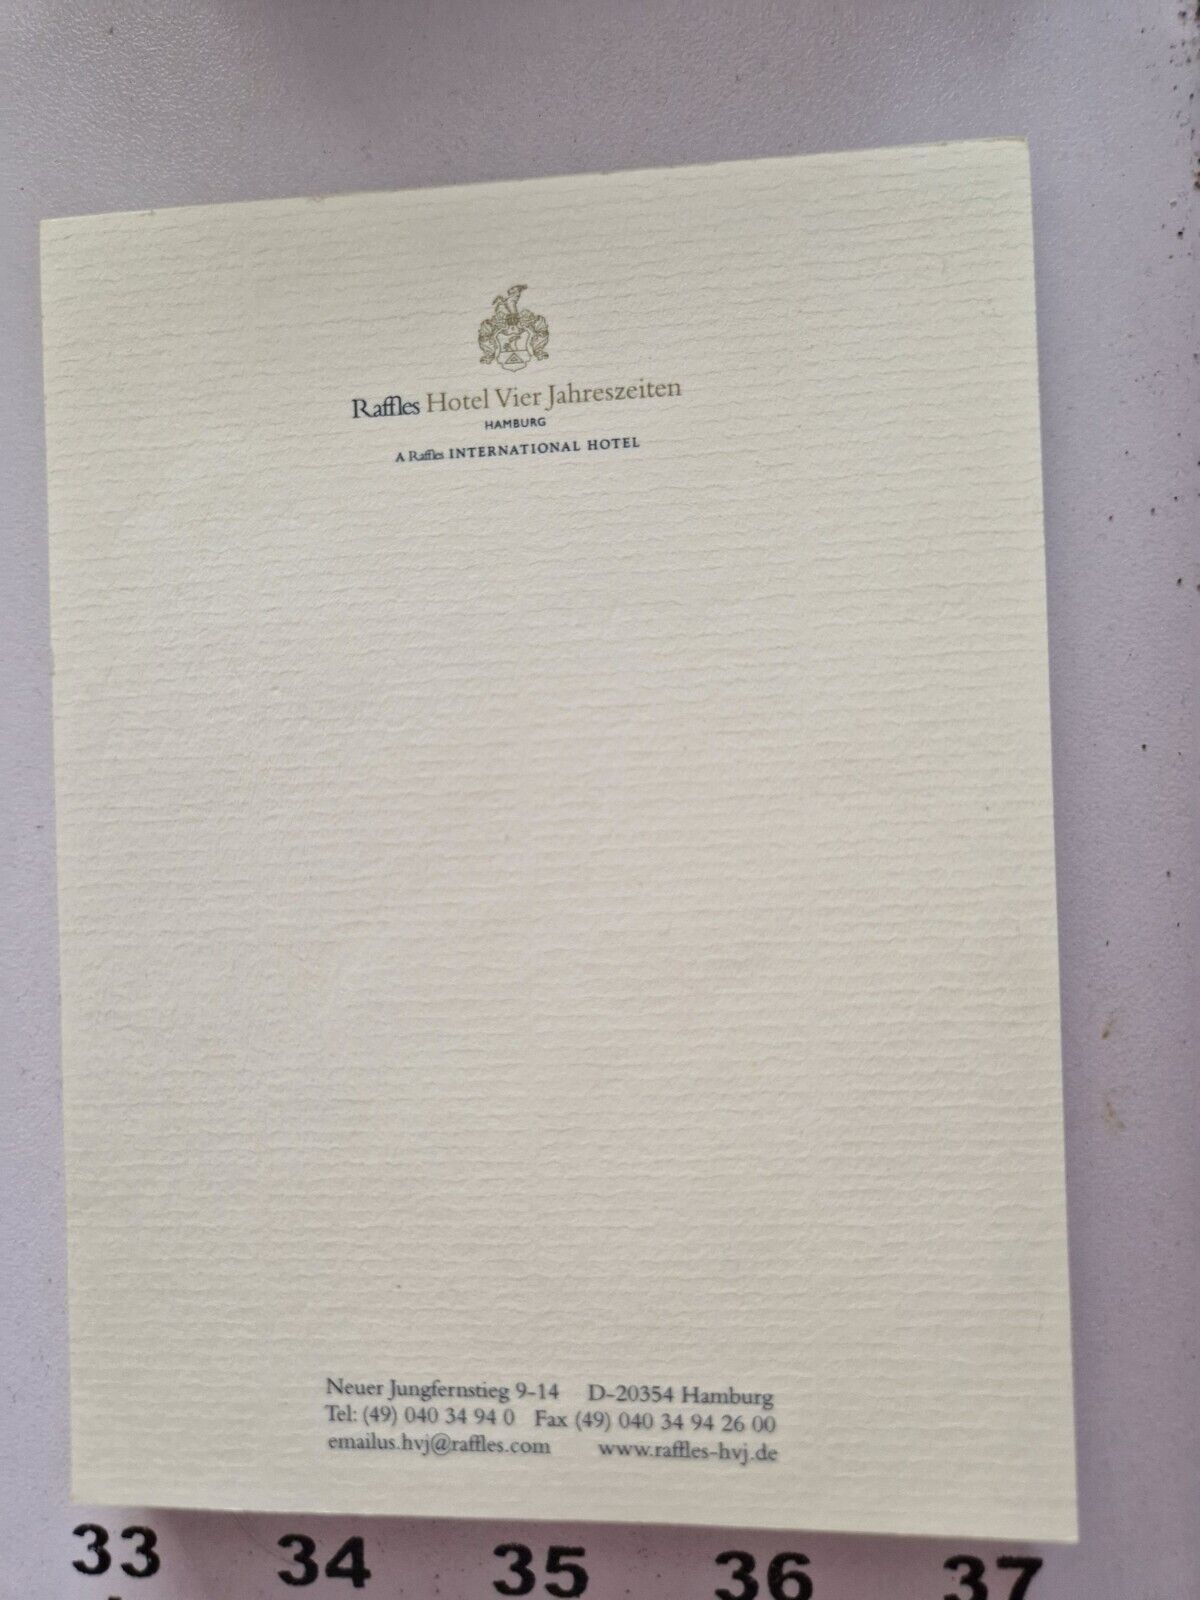 Raffles Hotel Vier Jahreszeiten
HAMBURG
A Raffles INTERNATIONAL HOTEL
Neuer Jungfernstieg 9-14 D-20354 Hamburg
Tel: (49) 040 34 94 0 Fax (49) 040 34 94 26 00
emailus.hvj@raffles.com www.raffles-hvj.de
33 34 35 36 37